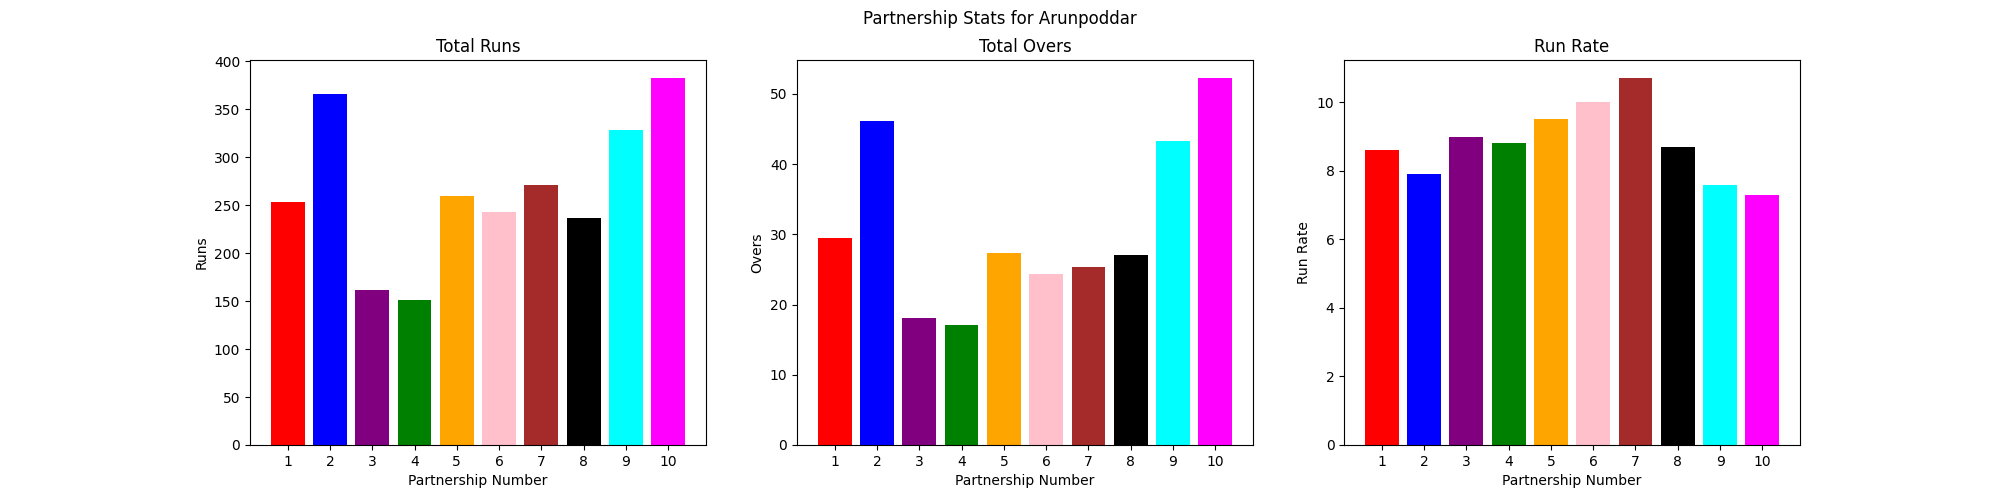 Partnership Stats for Arunpoddar
Total Runs
400
350
300
250
200
150
100
50
0
Runs
1 2 3 4 5 6 7 8 9 10
Partnership Number
Total Overs
50
40
30
20
10
0
Overs
1 2 3 4 5 6 7 8 9 10
Partnership Number
Run Rate
10
8
6
4
2
0
Run Rate
1 2 3 4 5 6 7 8 9 10
Partnership Number